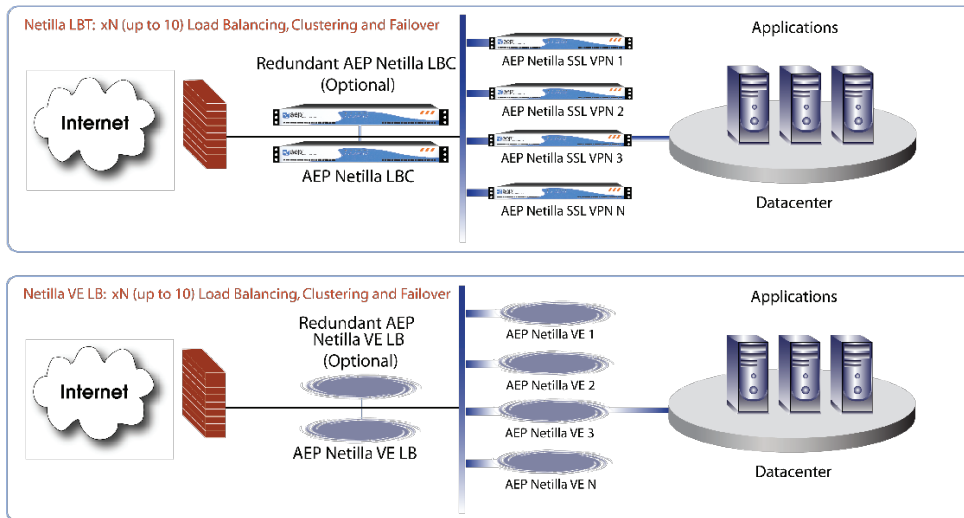 Netilla LBT: xN (up to 10) Load Balancing, Clustering and Failover
Applications
Redundant AEP Netilla LBC
(Optional)
Internet
AEP Netilla LBC
AEP Netilla SSL VPN 1
AEP Netilla SSL VPN 2
AEP Netilla SSL VPN 3
AEP Netilla SSL VPN N
Datacenter
Netilla VE LB: xN (up to 10) Load Balancing, Clustering and Failover
Applications
Redundant AEP
Netilla VE LB
(Optional)
Internet
AEP Netilla VE LB
AEP Netilla VE 1
AEP Netilla VE 2
AEP Netilla VE 3
AEP Netilla VE N
Datacenter